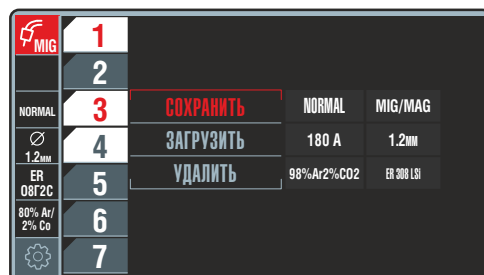 MIG 1
2
NORMAL 3 СОХРАНИТЬ NORMAL MIG/MAG
Ø 1.2мм 4 ЗАГРУЗИТЬ 180 A 1.2мм
ER 08Г2С 5 УДАЛИТЬ 98%Ar2%CO2 ER 308 LSi
80% Ar/ 2% Co 6
7